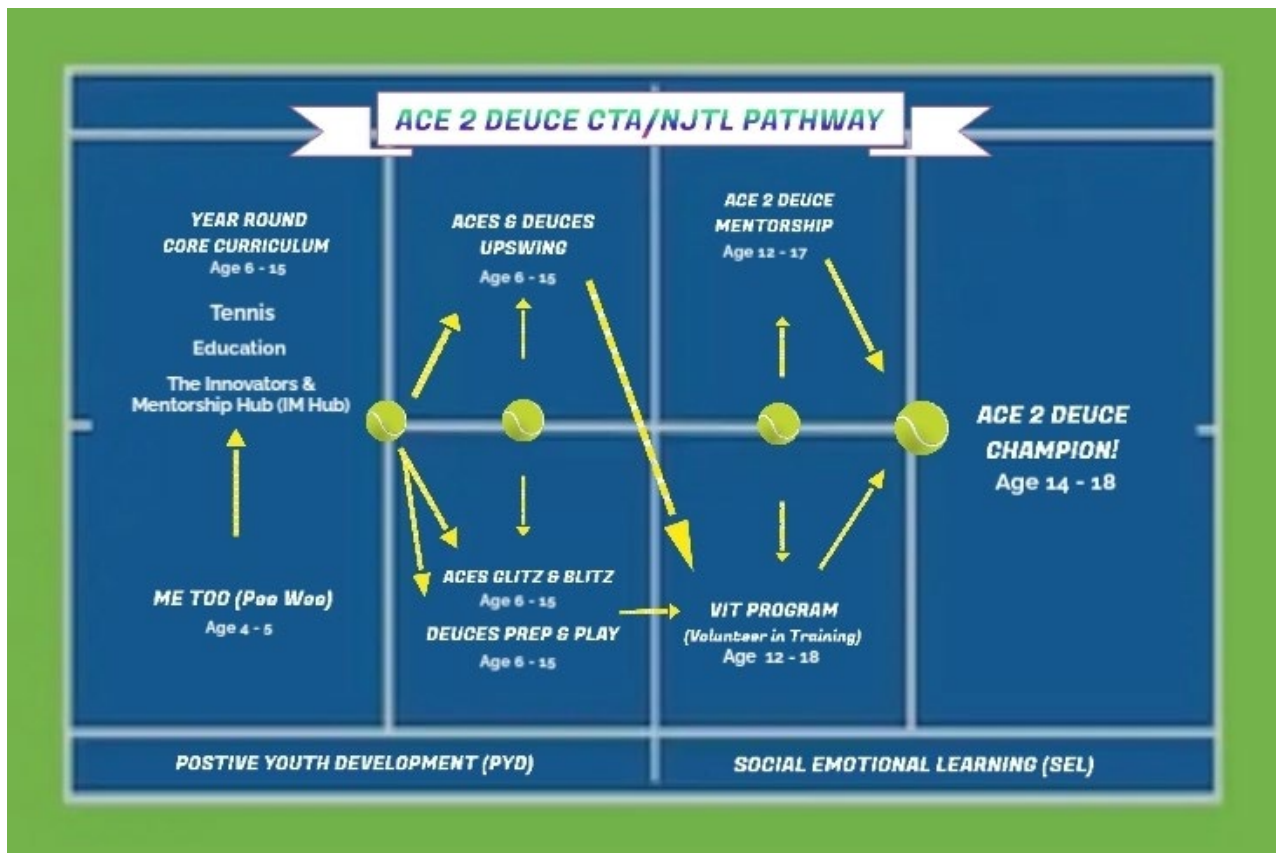 ACE 2 DEUCE CTA/NJTL PATHWAY
YEAR ROUND
CORE CURRICULUM
Age 6 - 15
Tennis
Education
The Innovators &
Mentorship Hub (IM Hub)
ME TOO (Pee Wee)
Age 4 - 5
ACES & DEUCES
UPSWING
Age 6 - 15
ACES GLITZ & BLITZ
Age 6 - 15
DEUCES PREP & PLAY
Age 6 - 15
ACE 2 DEUCE
MENTORSHIP
Age 12 - 17
VIT PROGRAM
(Volunteer in Training)
Age 12 - 18
ACE 2 DEUCE
CHAMPION!
Age 14 - 18
POSTIVE YOUTH DEVELOPMENT (PYD)
SOCIAL EMOTIONAL LEARNING (SEL)